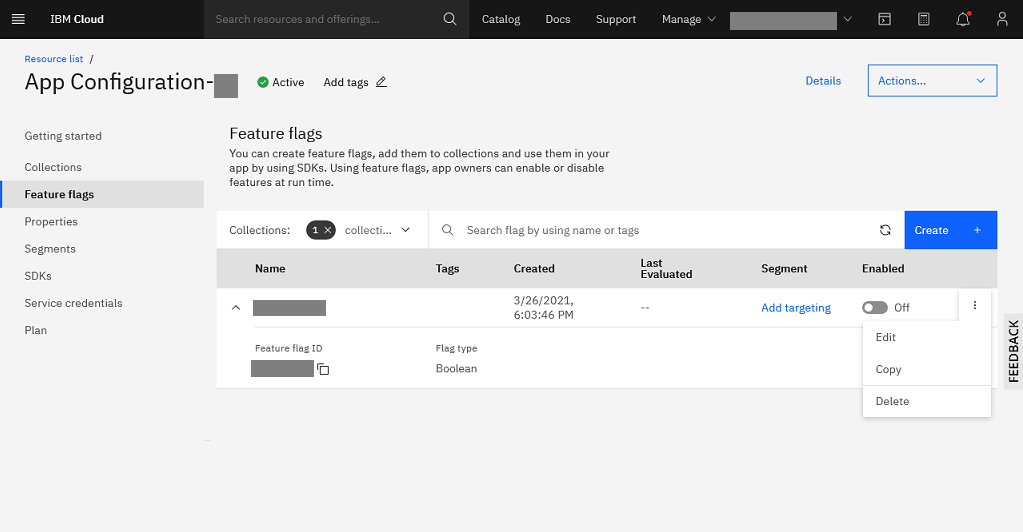 IBM Cloud
Search resources and offerings...
Catalog
Docs
Support
Manage
Resource list /
App Configuration-
Active
Add tags
Details
Actions...
Getting started
Collections
Feature flags
Properties
Segments
SDKs
Service credentials
Plan
Feature flags
You can create feature flags, add them to collections and use them in your
app by using SDKs. Using feature flags, app owners can enable or disable
features at run time.
Collections:
1
collecti...
Search flag by using name or tags
Create +
Name
Tags
Created
Last
Evaluated
Segment
Enabled
3/26/2021,
6:03:46 PM
--
Add targeting
Off
Feature flag ID
Flag type
Boolean
Edit
Copy
Delete
FEEDBACK